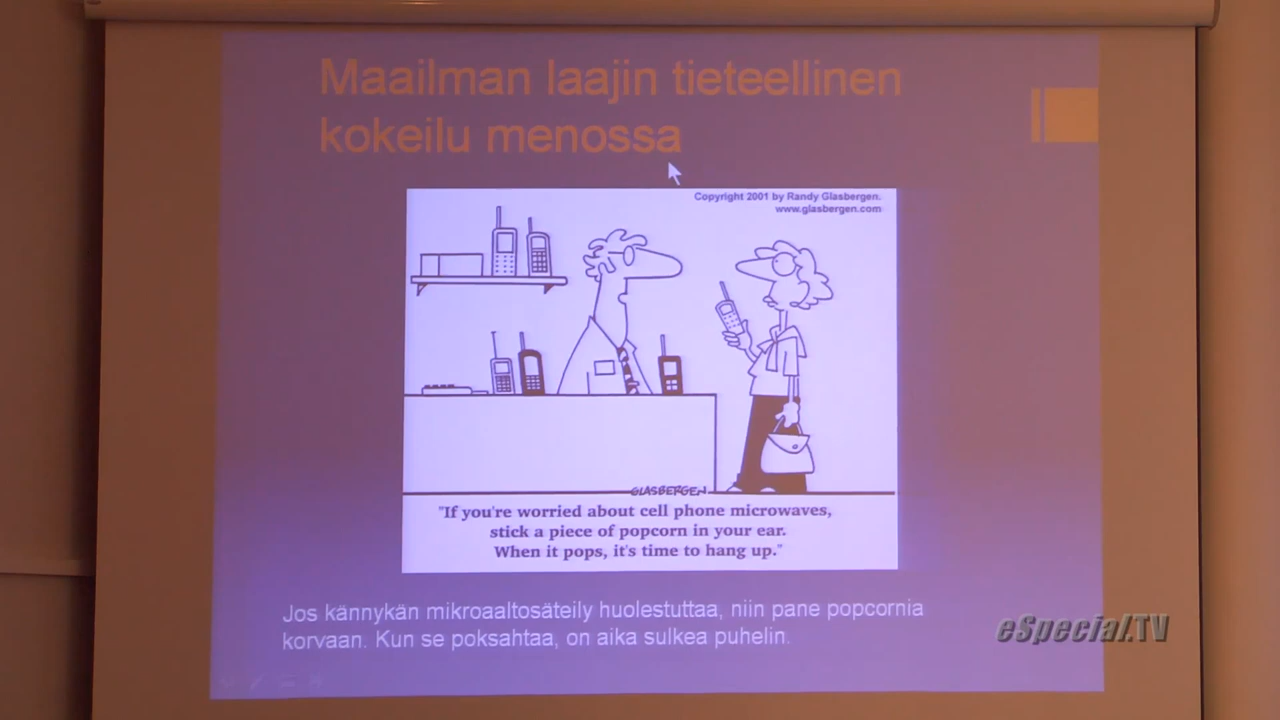 Maailman laajin tieteellinen
kokeilu menossa
Copyright 2001 by Randy Glasbergen.
www.glasbergen.com
GLASBERGEN
"If you're worried about cell phone microwaves,
stick a piece of popcorn in your ear.
When it pops, it's time to hang up."
Jos kännykän mikroaaltosäteily huolestuttaa, niin pane popcornia
korvaan. Kun se poksahtaa, on aika sulkea puhelin.
eSpecial.TV